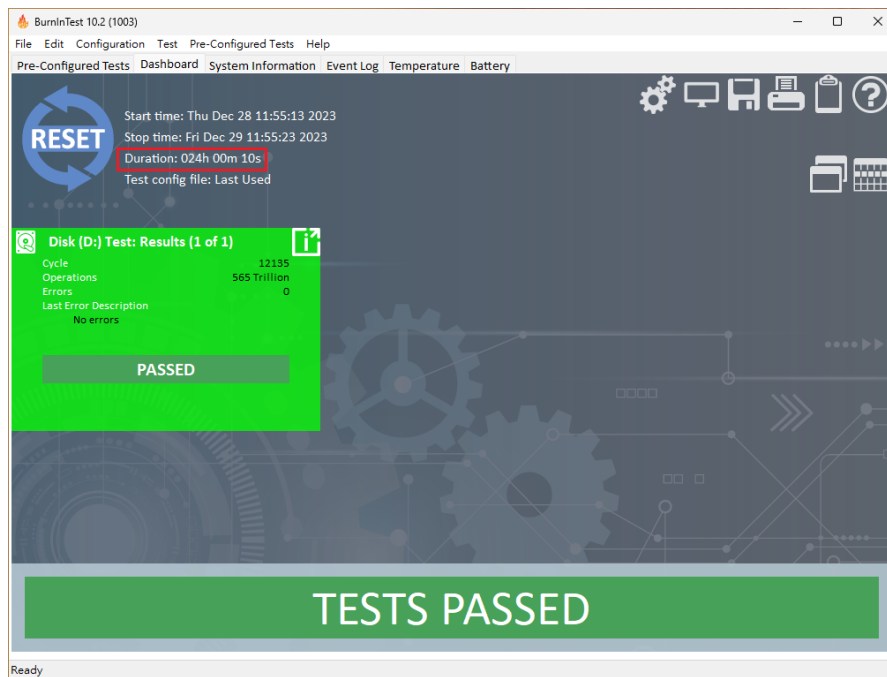 BurnInTest 10.2 (1003)
File Edit Configuration Test Pre-Configured Tests Help
Pre-Configured Tests Dashboard System Information Event Log Temperature Battery
RESET
Start time: Thu Dec 28 11:55:13 2023
Stop time: Fri Dec 29 11:55:23 2023
Duration: 024h 00m 10s
Test config file: Last Used
Disk (D:) Test: Results (1 of 1)
Cycle 12135
Operations 565 Trillion
Errors 0
Last Error Description
No errors
PASSED
TESTS PASSED
Ready